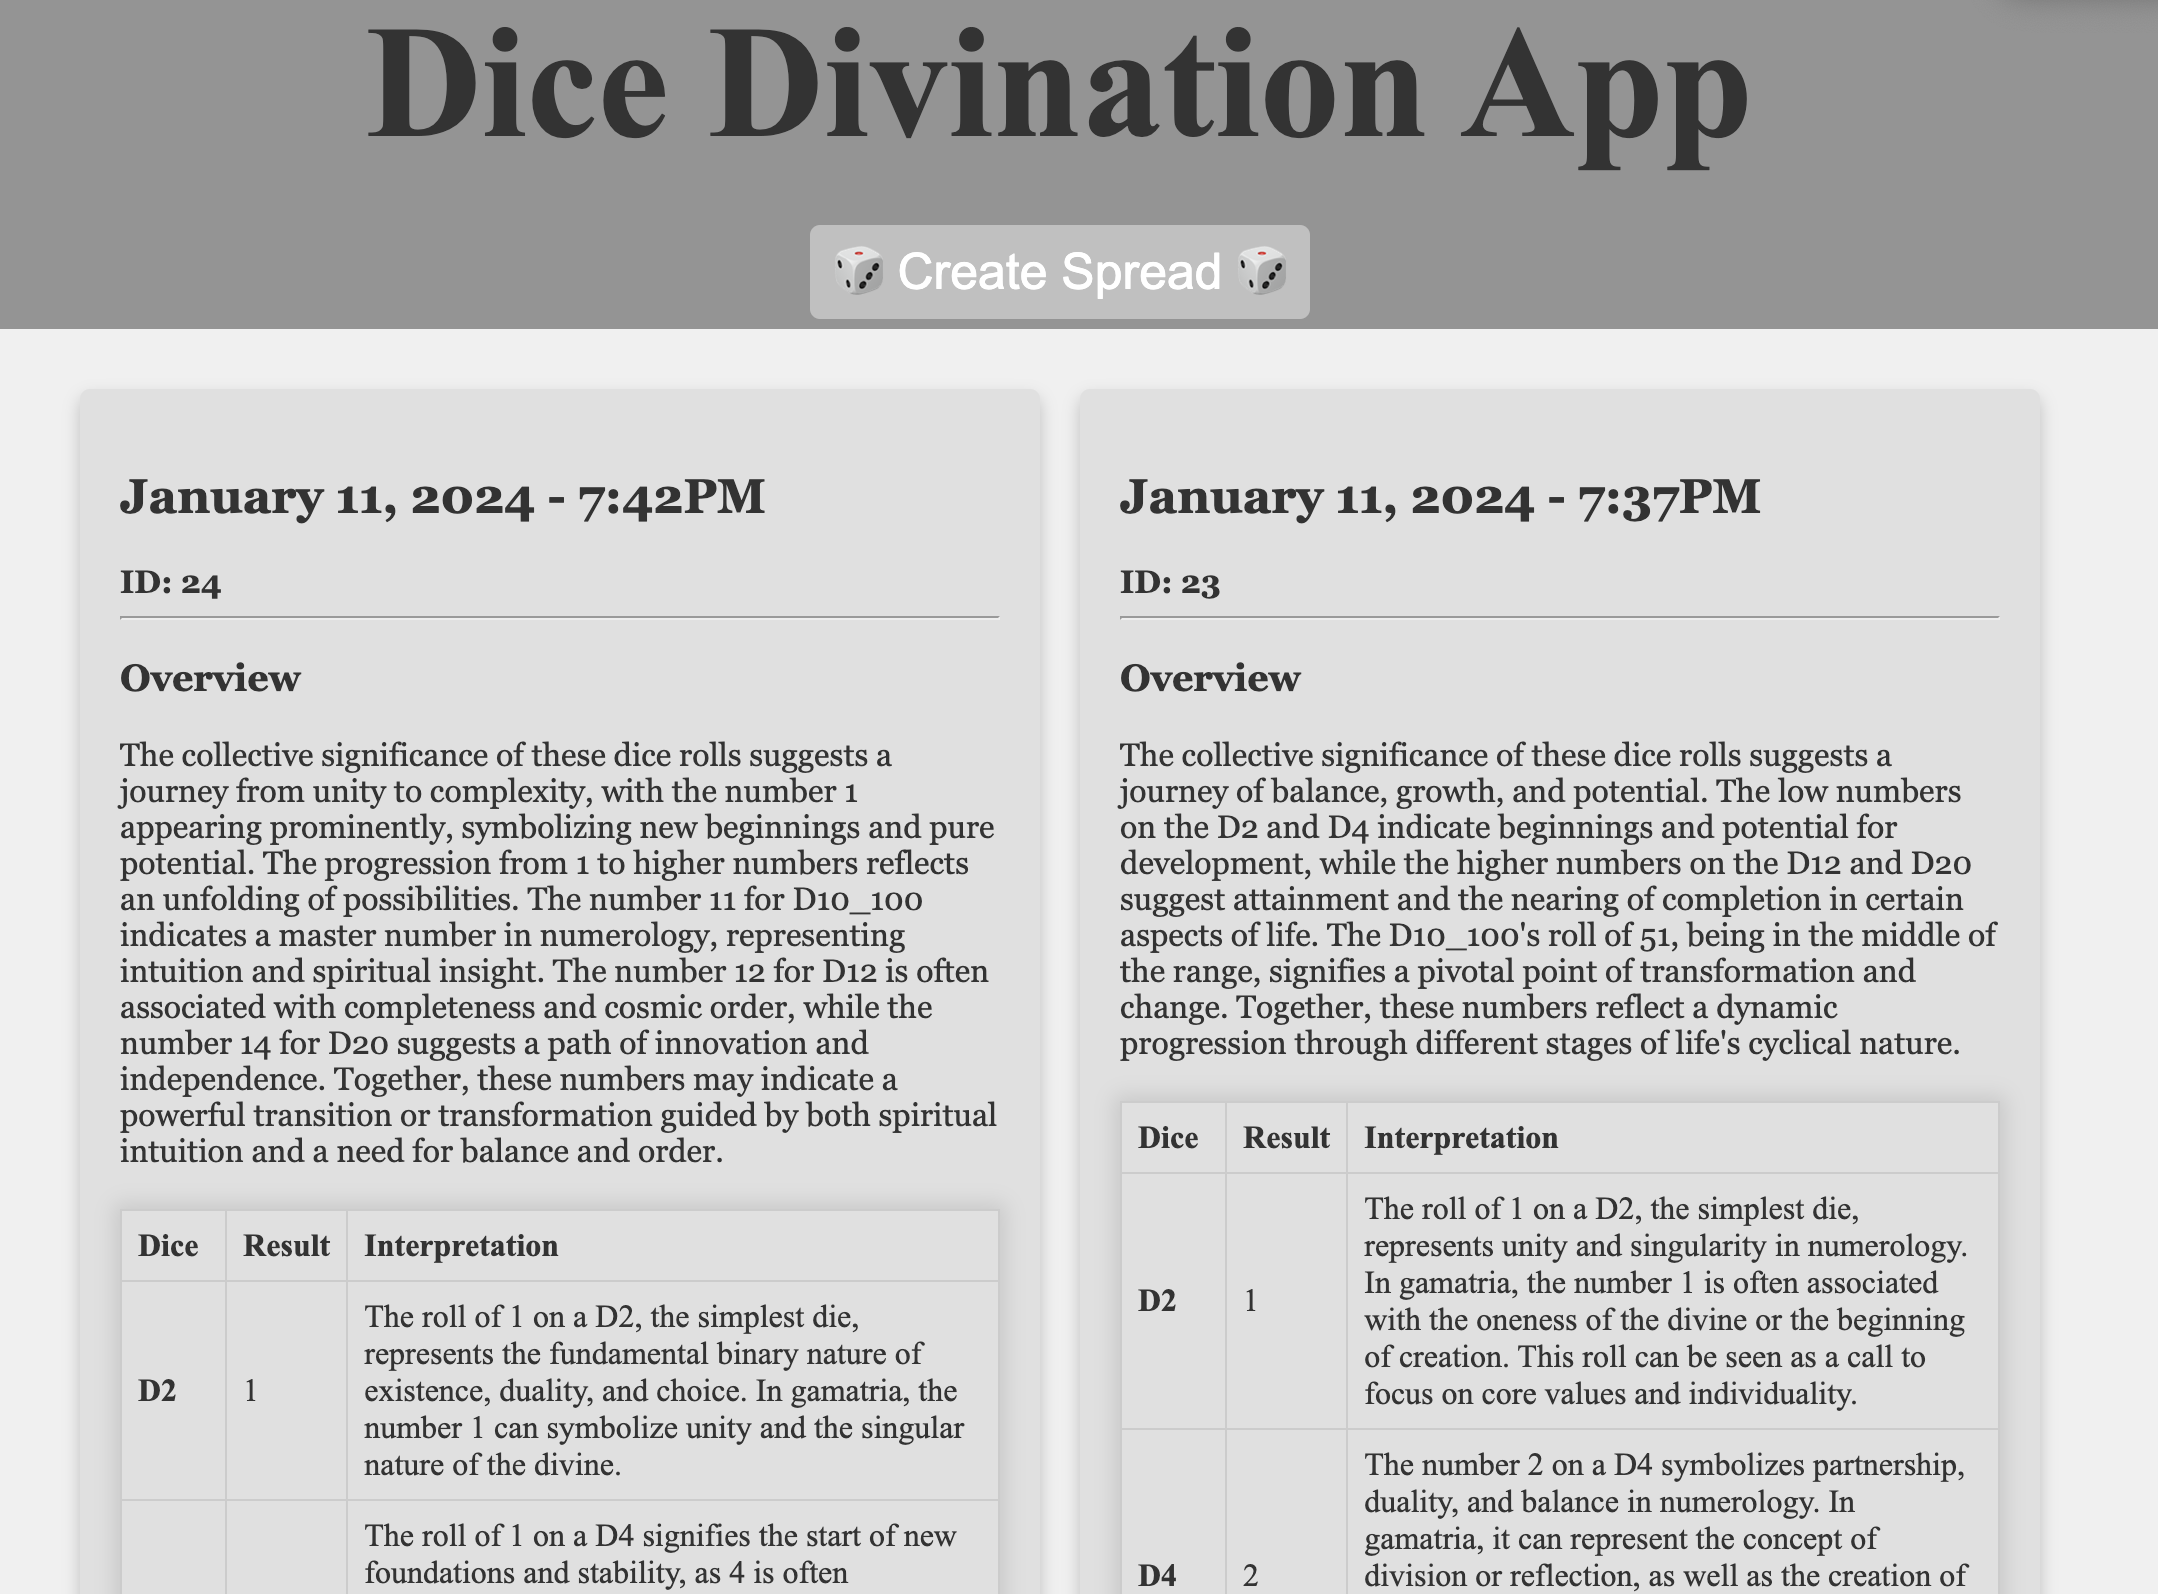 Dice Divination App
Create Spread
January 11, 2024 - 7:42PM
ID: 24
Overview
The collective significance of these dice rolls suggests a
journey from unity to complexity, with the number 1
appearing prominently, symbolizing new beginnings and pure
potential. The progression from 1 to higher numbers reflects
an unfolding of possibilities. The number 11 for D10_100
indicates a master number in numerology, representing
intuition and spiritual insight. The number 12 for D12 is often
associated with completeness and cosmic order, while the
number 14 for D20 suggests a path of innovation and
independence. Together, these numbers may indicate a
powerful transition or transformation guided by both spiritual
intuition and a need for balance and order.
Dice Result Interpretation
The roll of 1 on a D2, the simplest die,
represents the fundamental binary nature of
D2 1 existence, duality, and choice. In gamatria, the
number 1 can symbolize unity and the singular
nature of the divine.
The roll of 1 on a D4 signifies the start of new
foundations and stability, as 4 is often
January 11, 2024 - 7:37PM
ID: 23
Overview
The collective significance of these dice rolls suggests a
journey of balance, growth, and potential. The low numbers
on the D2 and D4 indicate beginnings and potential for
development, while the higher numbers on the D12 and D20
suggest attainment and the nearing of completion in certain
aspects of life. The D10_100's roll of 51, being in the middle of
the range, signifies a pivotal point of transformation and
change. Together, these numbers reflect a dynamic
progression through different stages of life's cyclical nature.
Dice Result Interpretation
The roll of 1 on a D2, the simplest die,
represents unity and singularity in numerology.
In gamatria, the number 1 is often associated
D2 1 with the oneness of the divine or the beginning
of creation. This roll can be seen as a call to
focus on core values and individuality.
The number 2 on a D4 symbolizes partnership,
duality, and balance in numerology. In
gamatria, it can represent the concept of
D4 2 division or reflection, as well as the creation of